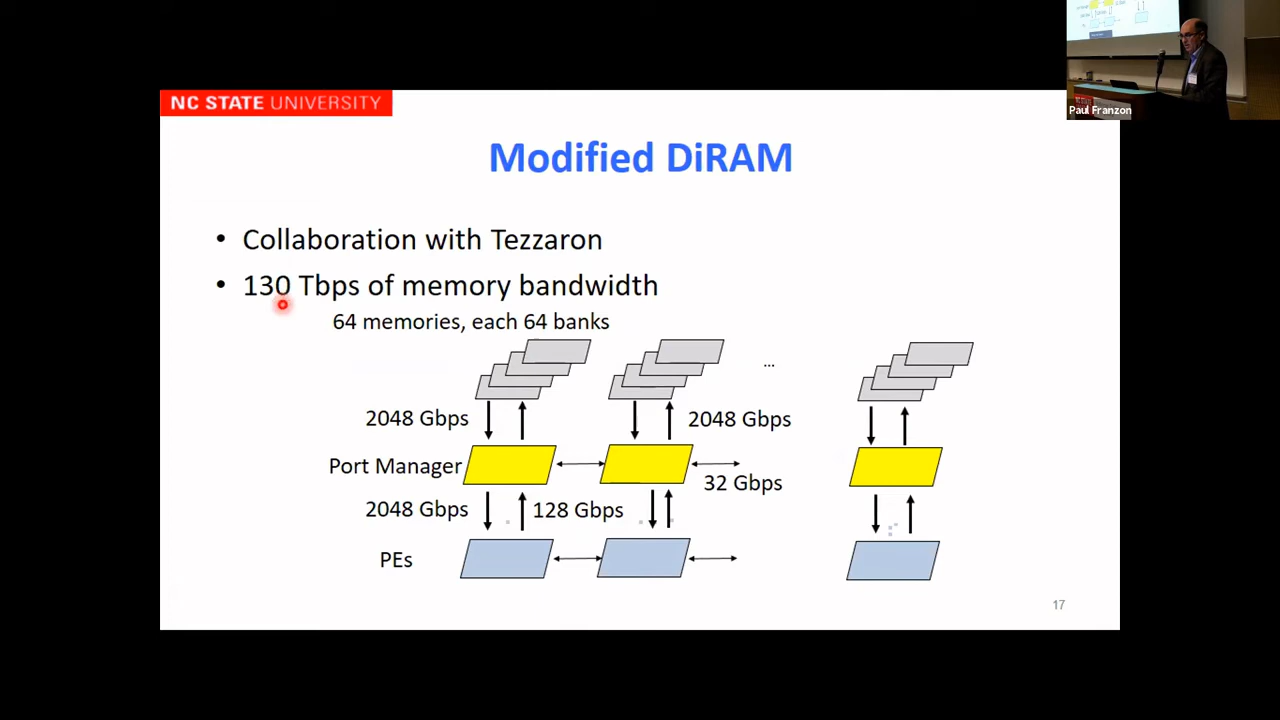 NC STATE UNIVERSITY
Paul Franzon
Modified DiRAM
• Collaboration with Tezzaron
• 130 Tbps of memory bandwidth
64 memories, each 64 banks
...
2048 Gbps
2048 Gbps
Port Manager
32 Gbps
2048 Gbps
128 Gbps
PEs
17